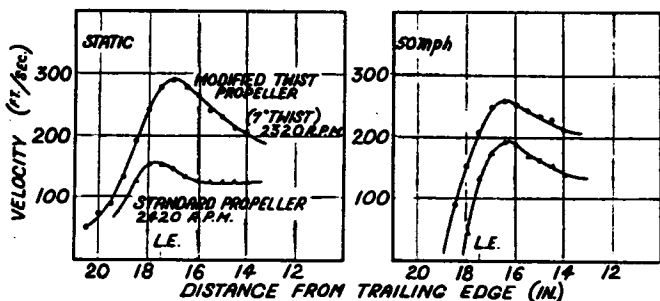 STATIC
50mph
MODIFIED TWIST
PROPELLER
(7° TWIST)
2320 R.P.M.
STANDARD PROPELLER
2420 R.P.M.
L.E.
L.E.
VELOCITY (FT./SEC.)
300
200
100
300
200
100
20 18 16 14 12
20 18 16 14 12
DISTANCE FROM TRAILING EDGE (IN.)